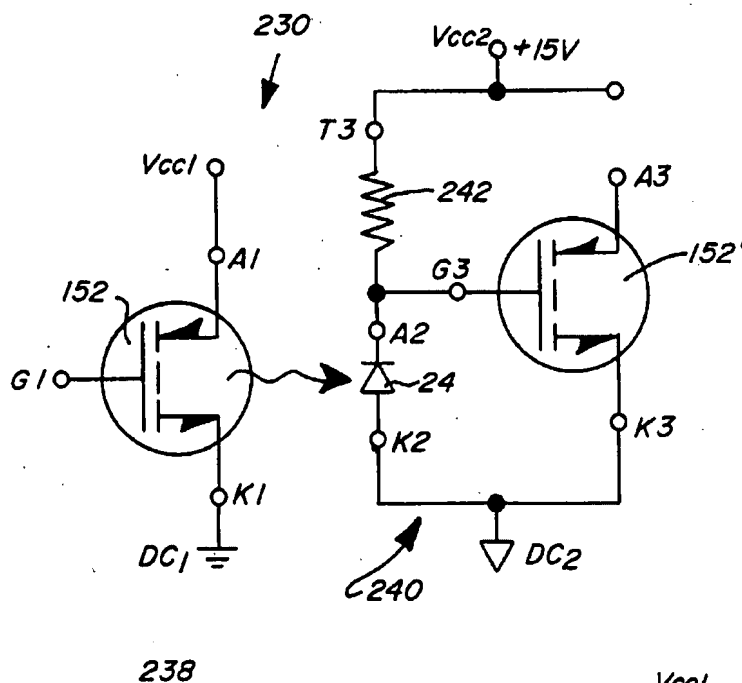 230
Vcc2 +15V
T3
Vcc1
242
A3
A1
G3
152'
152
A2
G1
24
K2
K3
K1
DC1
DC2
240
238
Vcc1